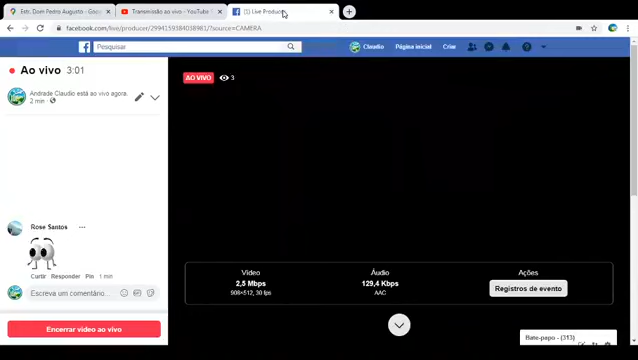 Estr. Dom Pedro Augusto - Goo
Transmissão ao vivo - YouTube
(1) Live Produc
facebook.com/live/producer/2994159384038981/?source=CAMERA
Pesquisar
Claudio
Página inicial
Criar
Ao vivo 3:01
AO VIVO 3
Andrade Claudio está ao vivo agora.
2 min
Rose Santos
Curtir Responder Pin 1 min
Escreva um comentário...
Encerrar vídeo ao vivo
Vídeo
2,5 Mbps
908×512, 30 fps
Áudio
129,4 Kbps
AAC
Ações
Registros de evento
Bate-papo - (313)